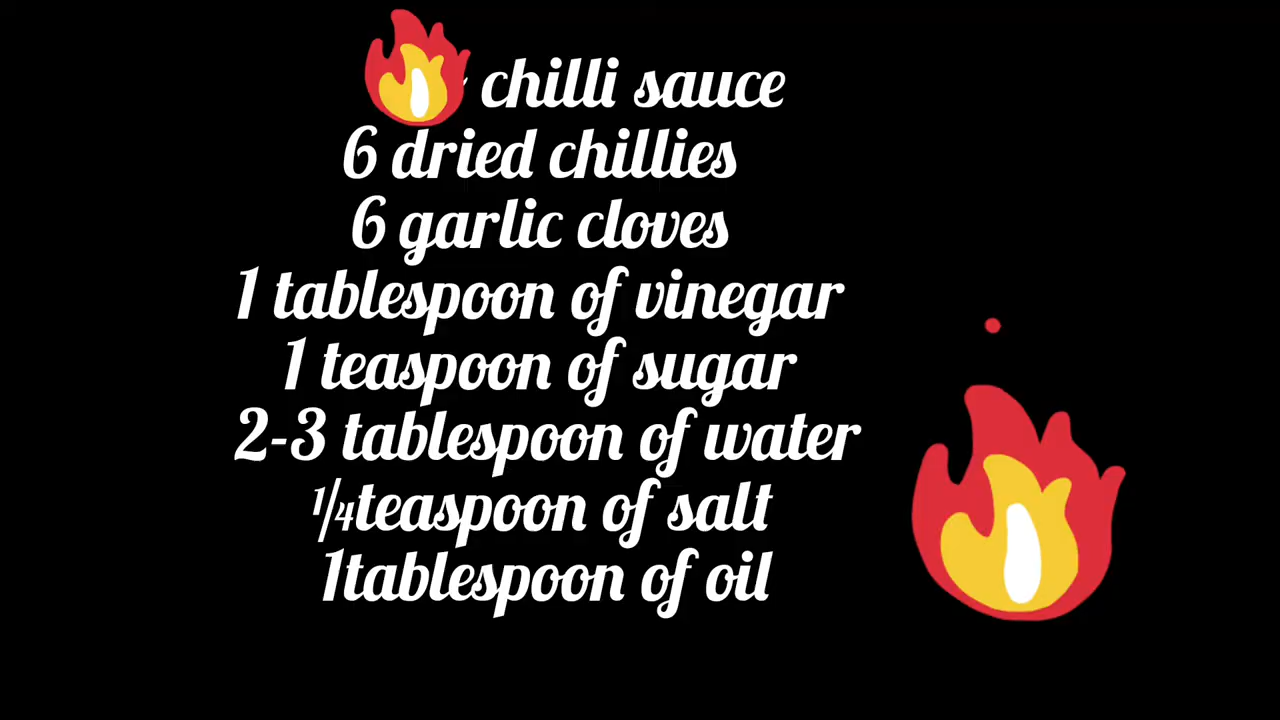 chilli sauce
6 dried chillies
6 garlic cloves
1 tablespoon of vinegar
1 teaspoon of sugar
2-3 tablespoon of water
1/4teaspoon of salt
1tablespoon of oil